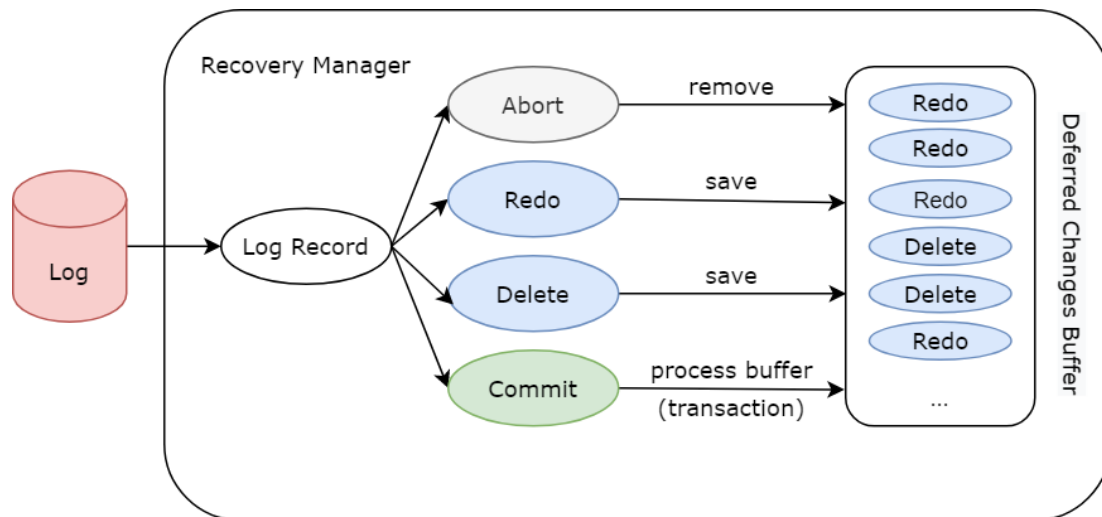 Recovery Manager
Log
Log Record
Abort
Redo
Delete
Commit
remove
save
save
process buffer
(transaction)
Redo
Redo
Redo
Delete
Delete
Redo
...
Deferred Changes Buffer